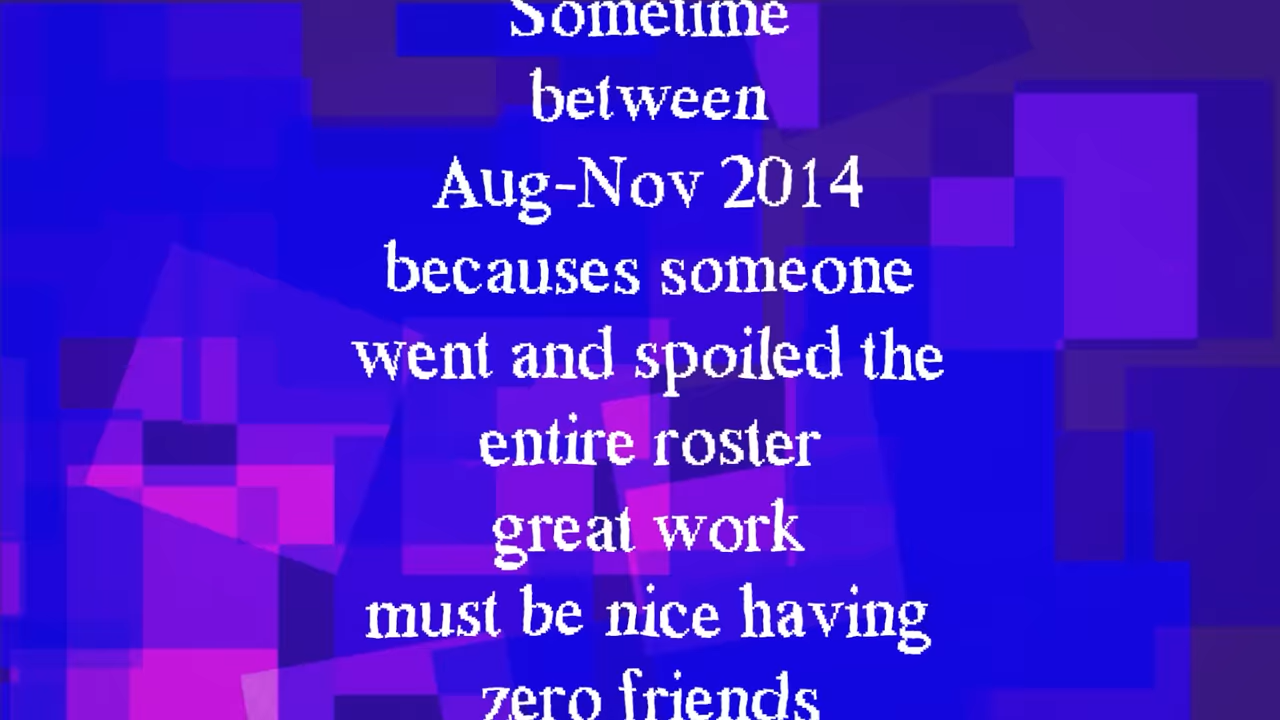 Sometime
between
Aug-Nov 2014
becauses someone
went and spoiled the
entire roster
great work
must be nice having
zero friends